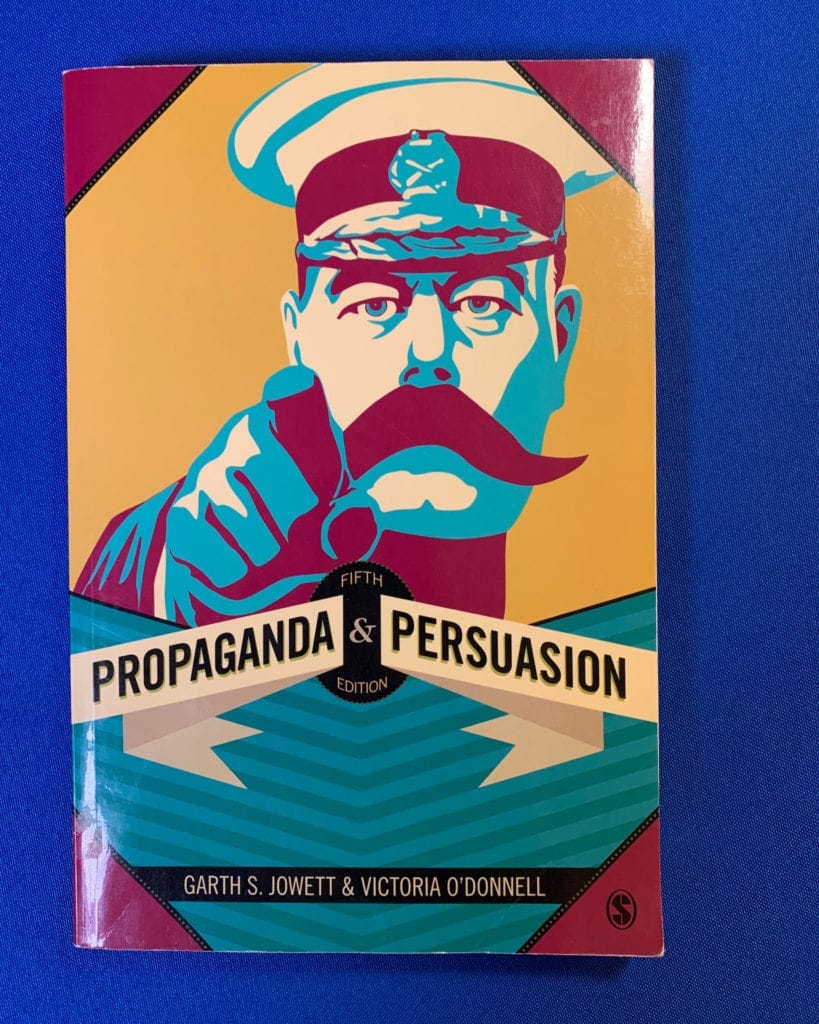 FIFTH
PROPAGANDA & PERSUASION
EDITION
GARTH S. JOWETT & VICTORIA O'DONNELL
S